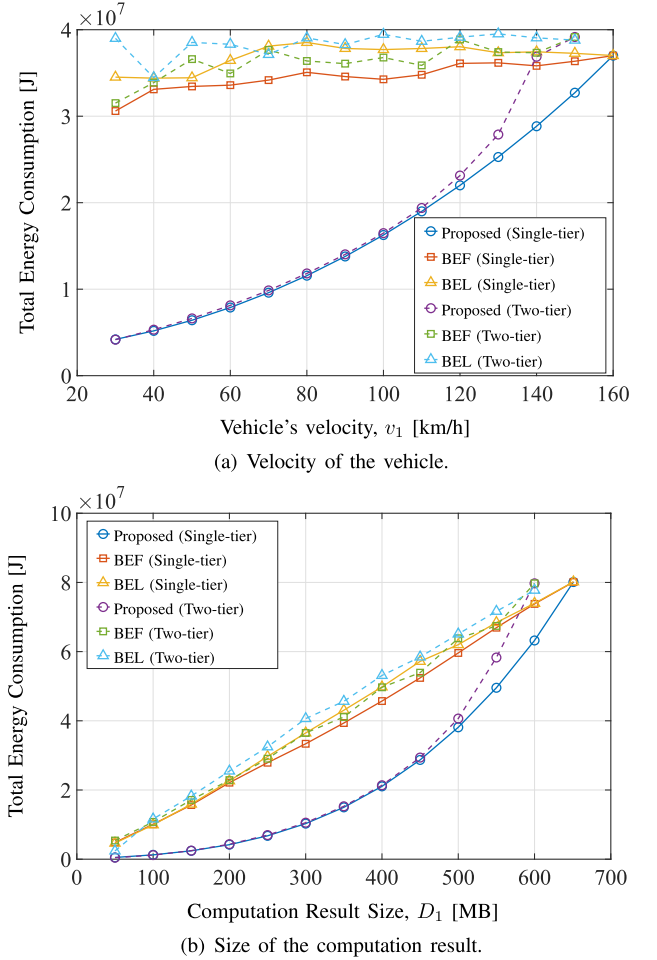 ×10^7
4
3
2
1
0
Total Energy Consumption [J]
Proposed (Single-tier)
BEF (Single-tier)
BEL (Single-tier)
Proposed (Two-tier)
BEF (Two-tier)
BEL (Two-tier)
20 40 60 80 100 120 140 160
Vehicle's velocity, v_1 [km/h]
(a) Velocity of the vehicle.
×10^7
10
8
6
4
2
0
Total Energy Consumption [J]
Proposed (Single-tier)
BEF (Single-tier)
BEL (Single-tier)
Proposed (Two-tier)
BEF (Two-tier)
BEL (Two-tier)
0 100 200 300 400 500 600 700
Computation Result Size, D_1 [MB]
(b) Size of the computation result.